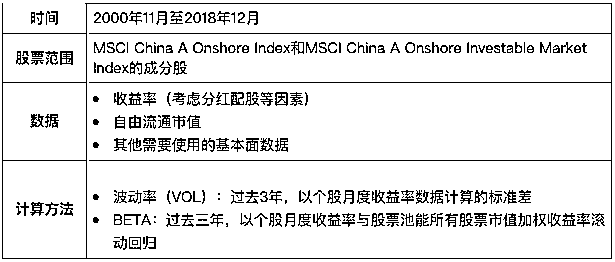 时间
2000年11月至2018年12月
股票范围
MSCI China A Onshore Index和MSCI China A Onshore Investable Market
Index的成分股
数据
● 收益率（考虑分红配股等因素）
● 自由流通市值
● 其他需要使用的基本面数据
计算方法
● 波动率（VOL）：过去3年，以个股月度收益率数据计算的标准差
● BETA：过去三年，以个股月度收益率与股票池能所有股票市值加权收益率滚
动回归